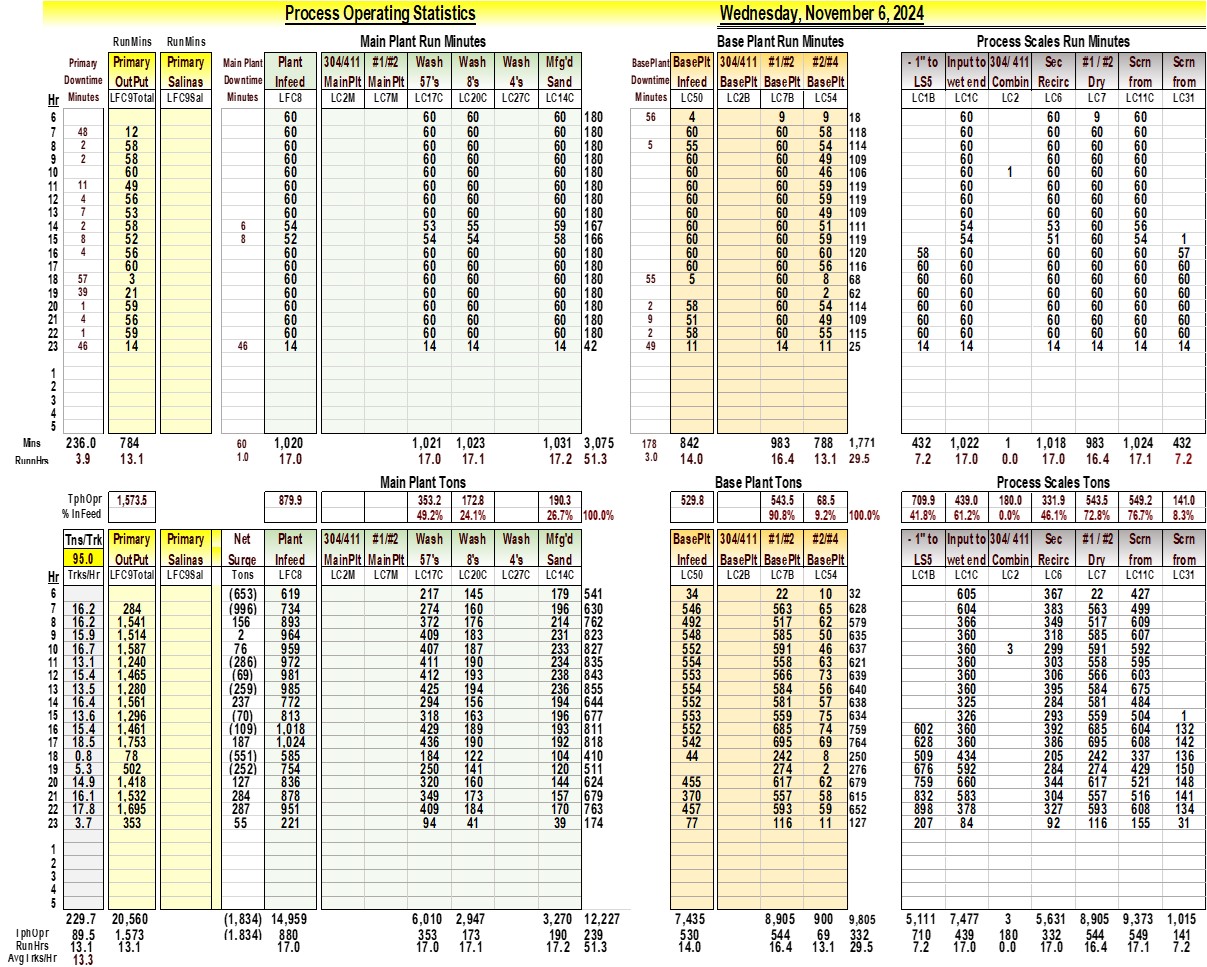 Process Operating Statistics Wednesday, November 6, 2024
RunMins RunMins Main Plant Run Minutes Base Plant Run Minutes Process Scales Run Minutes
Primary Primary Primary Main Plant Plant 304/411 #1/#2 Wash Wash Wash Mfg'd BasePlant BasePlt 304/411 #1/#2 #2/#4 - 1" to Input to 304/ 411 Sec #1 / #2 Scrn Scrn
Downtime OutPut Salinas Downtime Infeed MainPlt MainPlt 57's 8's 4's Sand Downtime Infeed BasePlt BasePlt BasePlt LS5 wet end Combin Recirc Dry from from
Hr Minutes LFC9Total LFC9Sal Minutes LFC8 LC2M LC7M LC17C LC20C LC27C LC14C Minutes LC50 LC2B LC7B LC54 LC1B LC1C LC2 LC6 LC7 LC11C LC31
6 60 60 60 60 180 56 4 9 9 18 60 60 9 60
7 48 12 60 60 60 60 180 60 60 58 118 60 60 60 60
8 2 58 60 60 60 60 180 5 55 60 54 114 60 60 60 60
9 2 58 60 60 60 60 180 60 60 49 109 60 60 60 60
10 60 60 60 60 60 180 60 60 46 106 60 1 60 60 60
11 11 49 60 60 60 60 180 60 60 59 119 60 60 60 60
12 4 56 60 60 60 60 180 60 60 59 119 60 60 60 60
13 7 53 60 60 60 60 180 60 60 49 109 60 60 60 60
14 2 58 6 54 53 55 59 167 60 60 51 111 54 53 60 56
15 8 52 8 52 54 54 58 166 60 60 59 119 54 51 60 54 1
16 4 56 60 60 60 60 180 60 60 60 120 58 60 60 60 60 57
17 60 60 60 60 60 180 60 60 56 116 60 60 60 60 60 60
18 57 3 60 60 60 60 180 55 5 60 8 68 60 60 60 60 60 60
19 39 21 60 60 60 60 180 60 2 62 60 60 60 60 60 60
20 1 59 60 60 60 60 180 2 58 60 54 114 60 60 60 60 60 60
21 4 56 60 60 60 60 180 9 51 60 49 109 60 60 60 60 60 60
22 1 59 60 60 60 60 180 2 58 60 55 115 60 60 60 60 60 60
23 46 14 46 14 14 14 14 42 49 11 14 11 25 14 14 14 14 14 14
1
2
3
4
5
Mins 236.0 784 60 1,020 1,021 1,023 1,031 3,075 178 842 983 788 1,771 432 1,022 1 1,018 983 1,024 432
RunnHrs 3.9 13.1 1.0 17.0 17.0 17.1 17.2 51.3 3.0 14.0 16.4 13.1 29.5 7.2 17.0 0.0 17.0 16.4 17.1 7.2
Main Plant Tons Base Plant Tons Process Scales Tons
TphOpr 1,573.5 879.9 353.2 172.8 190.3 529.8 543.5 68.5 709.9 439.0 180.0 331.9 543.5 549.2 141.0
% InFeed 49.2% 24.1% 26.7% 100.0% 90.8% 9.2% 100.0% 41.8% 61.2% 0.0% 46.1% 72.8% 76.7% 8.3%
Tns/Trk Primary Primary Net Plant 304/411 #1/#2 Wash Wash Wash Mfg'd BasePlt 304/411 #1/#2 #2/#4 - 1" to Input to 304/ 411 Sec #1 / #2 Scrn Scrn
95.0 OutPut Salinas Surge Infeed MainPlt MainPlt 57's 8's 4's Sand Infeed BasePlt BasePlt BasePlt LS5 wet end Combin Recirc Dry from from
Hr Trks/Hr LFC9Total LFC9Sal Tons LFC8 LC2M LC7M LC17C LC20C LC27C LC14C LC50 LC2B LC7B LC54 LC1B LC1C LC2 LC6 LC7 LC11C LC31
6 (653) 619 217 145 179 541 34 22 10 32 605 367 22 427
7 16.2 284 (996) 734 274 160 196 630 546 563 65 628 604 383 563 499
8 16.2 1,541 156 893 372 176 214 762 492 517 62 579 366 349 517 609
9 15.9 1,514 2 964 409 183 231 823 548 585 50 635 360 318 585 607
10 16.7 1,587 76 959 407 187 233 827 552 591 46 637 360 3 299 591 592
11 13.1 1,240 (286) 972 411 190 234 835 554 558 63 621 360 303 558 595
12 15.4 1,465 (69) 981 412 193 238 843 553 566 73 639 360 306 566 603
13 13.5 1,280 (259) 985 425 194 236 855 554 584 56 640 360 395 584 675
14 16.4 1,561 237 772 294 156 194 644 552 581 57 638 325 284 581 484
15 13.6 1,296 (70) 813 318 163 196 677 553 559 75 634 326 293 559 504 1
16 15.4 1,461 (109) 1,018 429 189 193 811 552 685 74 759 602 360 392 685 604 132
17 18.5 1,753 187 1,024 436 190 192 818 542 695 69 764 628 360 386 695 608 142
18 0.8 78 (551) 585 184 122 104 410 44 242 8 250 509 434 205 242 337 136
19 5.3 502 (252) 754 250 141 120 511 274 2 276 676 592 284 274 429 150
20 14.9 1,418 127 836 320 160 144 624 455 617 62 679 759 660 344 617 521 148
21 16.1 1,532 284 878 349 173 157 679 370 557 58 615 832 583 304 557 516 141
22 17.8 1,695 287 951 409 184 170 763 457 593 59 652 898 378 327 593 608 134
23 3.7 353 55 221 94 41 39 174 77 116 11 127 207 84 92 116 155 31
1
2
3
4
5
229.7 20,560 (1,834) 14,959 6,010 2,947 3,270 12,227 7,435 8,905 900 9,805 5,111 7,477 3 5,631 8,905 9,373 1,015
TphOpr 89.5 1,573 (1,834) 880 353 173 190 239 530 544 69 332 710 439 180 332 544 549 141
RunHrs 13.1 13.1 17.0 17.0 17.1 17.2 51.3 14.0 16.4 13.1 29.5 7.2 17.0 0.0 17.0 16.4 17.1 7.2
AvgTrks/Hr 13.3